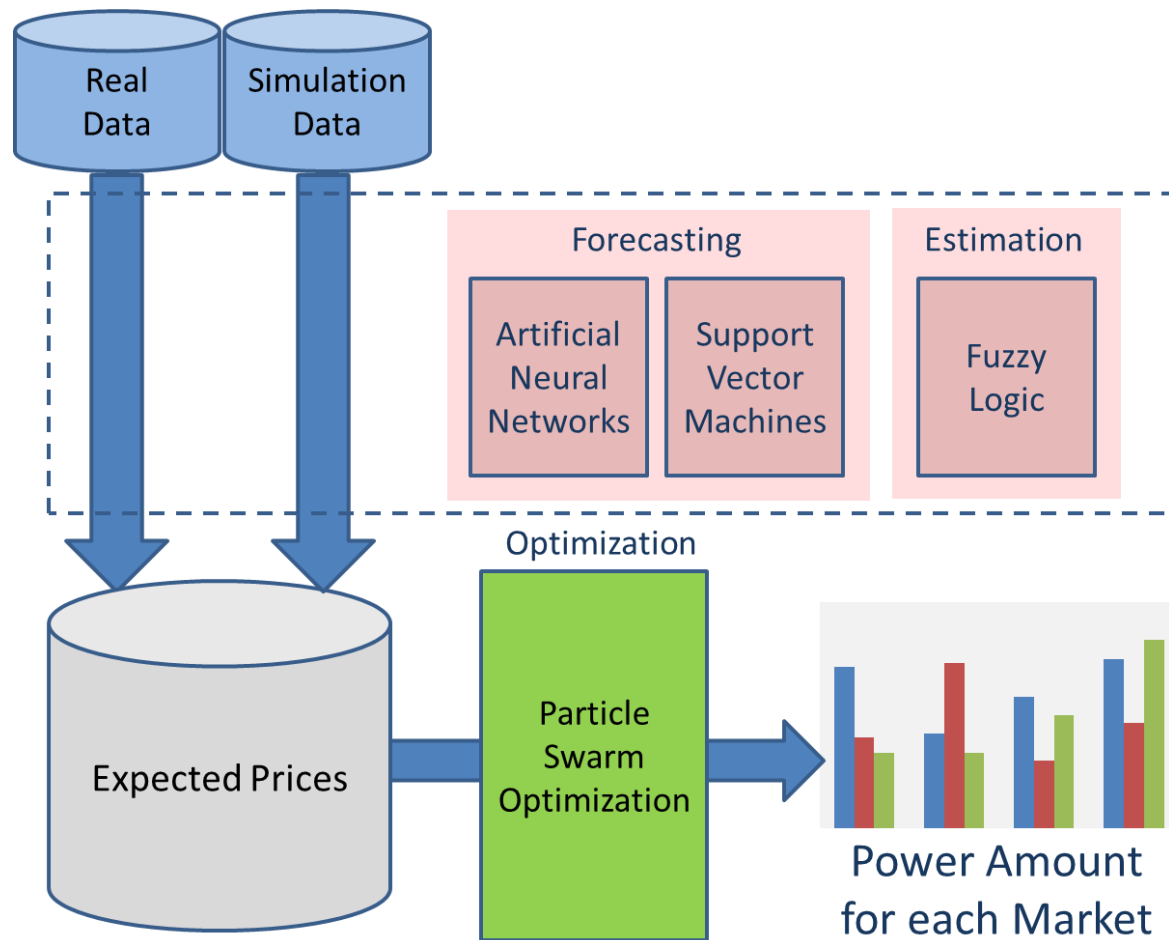 Real
Data
Simulation
Data
Forecasting
Estimation
Artificial
Neural
Networks
Support
Vector
Machines
Fuzzy
Logic
Optimization
Particle
Swarm
Optimization
Expected Prices
Power Amount
for each Market